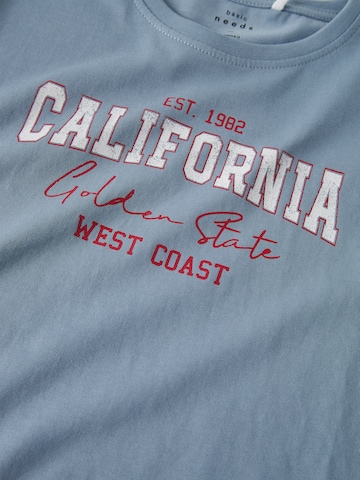 basic
needs
EST. 1982
CALIFORNIA
Golden State
WEST COAST